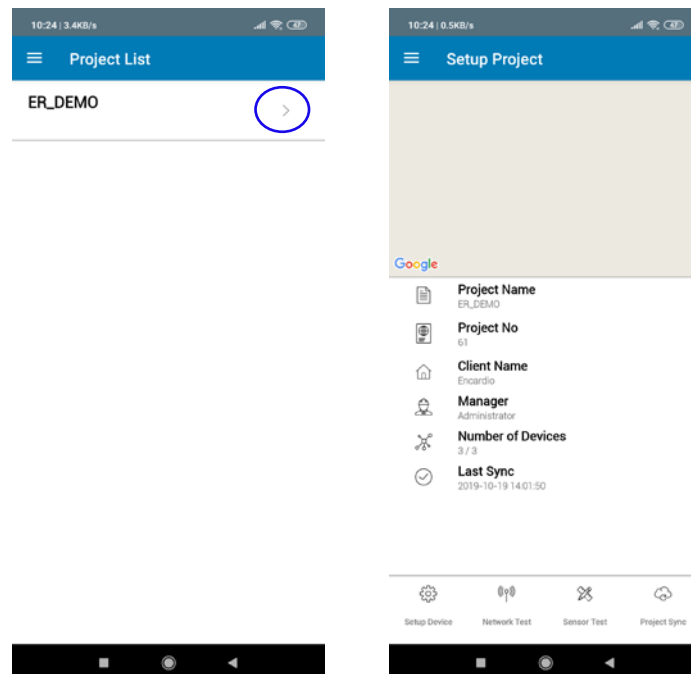 10:24 | 3.4KB/s 47
Project List
ER_DEMO
10:24 | 0.5KB/s 47
Setup Project
Google
Project Name
ER_DEMO
Project No
61
Client Name
Encardio
Manager
Administrator
Number of Devices
3 / 3
Last Sync
2019-10-19 14:01:50
Setup Device Network Test Sensor Test Project Sync